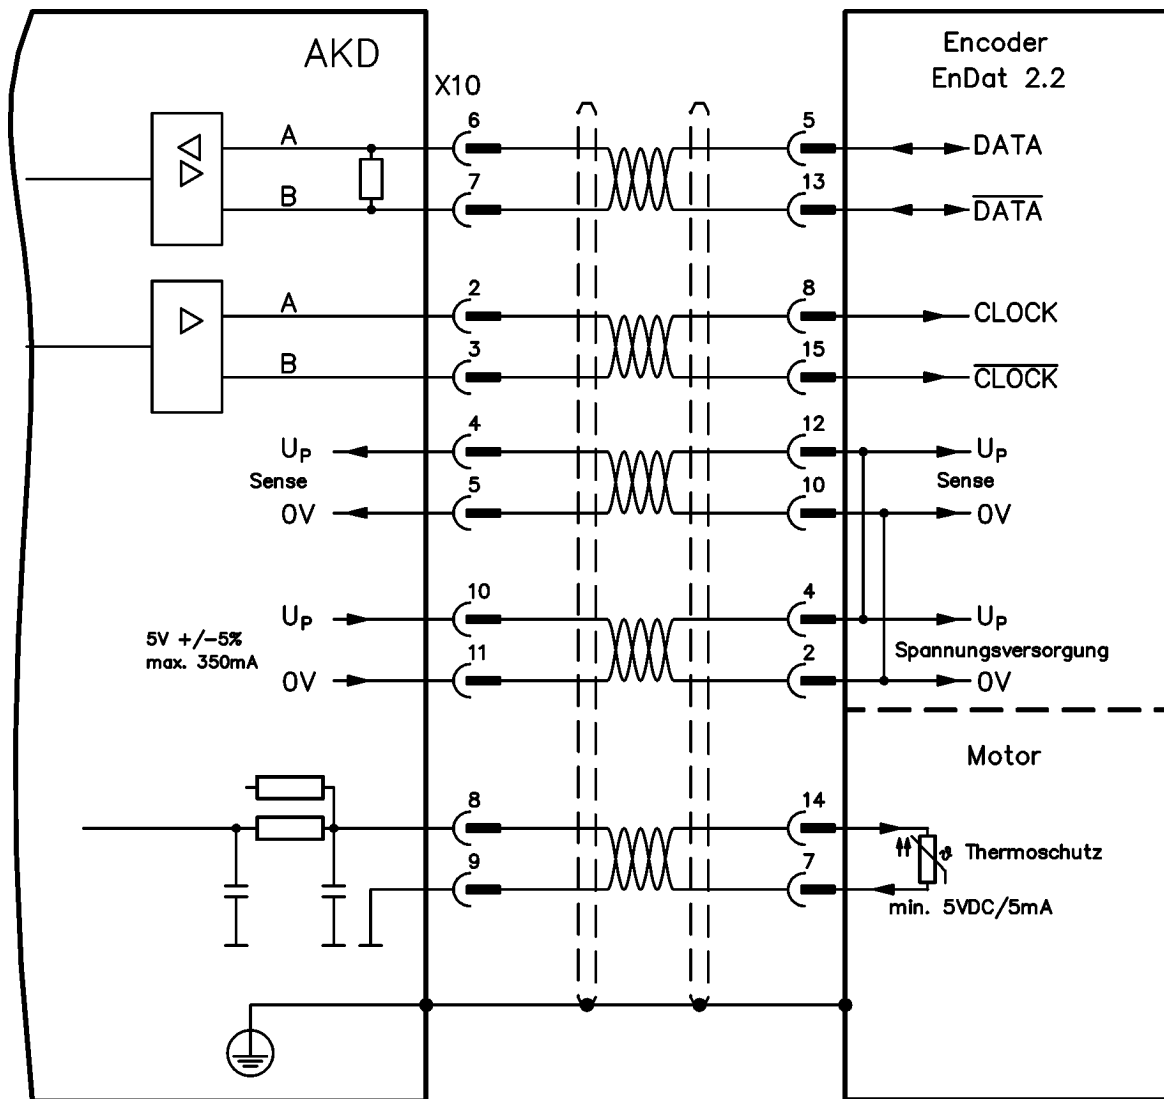 AKD
X10
Encoder
EnDat 2.2
A
6
5
DATA
B
7
13
DATA
A
2
8
CLOCK
B
3
15
CLOCK
UP
4
12
UP
Sense
Sense
0V
5
10
0V
UP
10
4
UP
5V +/-5%
max. 350mA
Spannungsversorgung
0V
11
2
0V
Motor
8
14
ϑ Thermoschutz
9
7
min. 5VDC/5mA